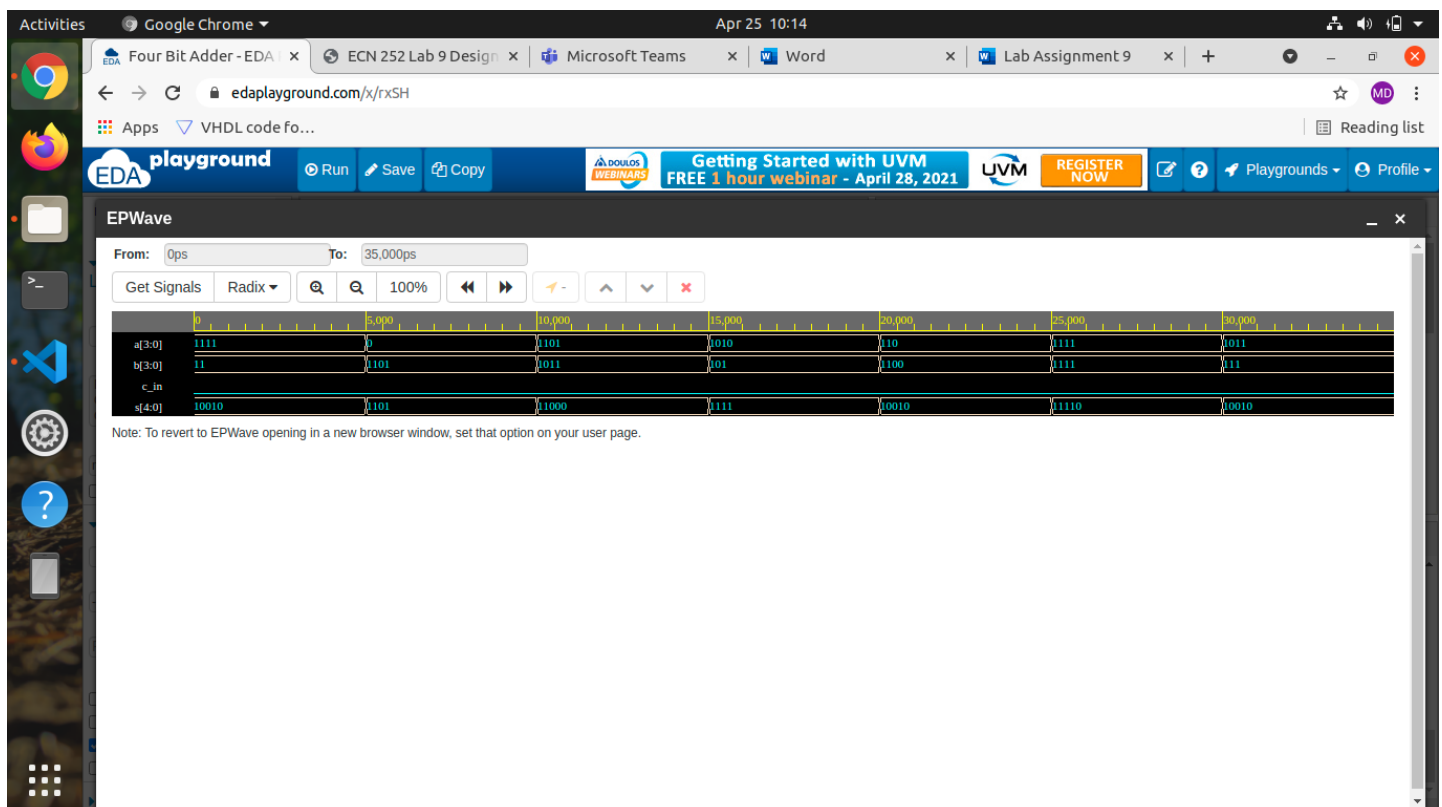 Activities Google Chrome Apr 25 10:14
Four Bit Adder - EDA ECN 252 Lab 9 Design Microsoft Teams Word Lab Assignment 9
edaplayground.com/x/rxSH MD
Apps VHDL code fo... Reading list
EDA playground Run Save Copy DOULOS WEBINARS Getting Started with UVM FREE 1 hour webinar - April 28, 2021 UVM REGISTER NOW Playgrounds Profile
EPWave
From: 0ps To: 35,000ps
Get Signals Radix 100% -
0 5,000 10,000 15,000 20,000 25,000 30,000
a[3:0] 1111 0 1101 1010 110 1111 1011
b[3:0] 11 1101 1011 101 1100 1111 111
c_in
s[4:0] 10010 1101 11000 1111 10010 11110 10010
Note: To revert to EPWave opening in a new browser window, set that option on your user page.